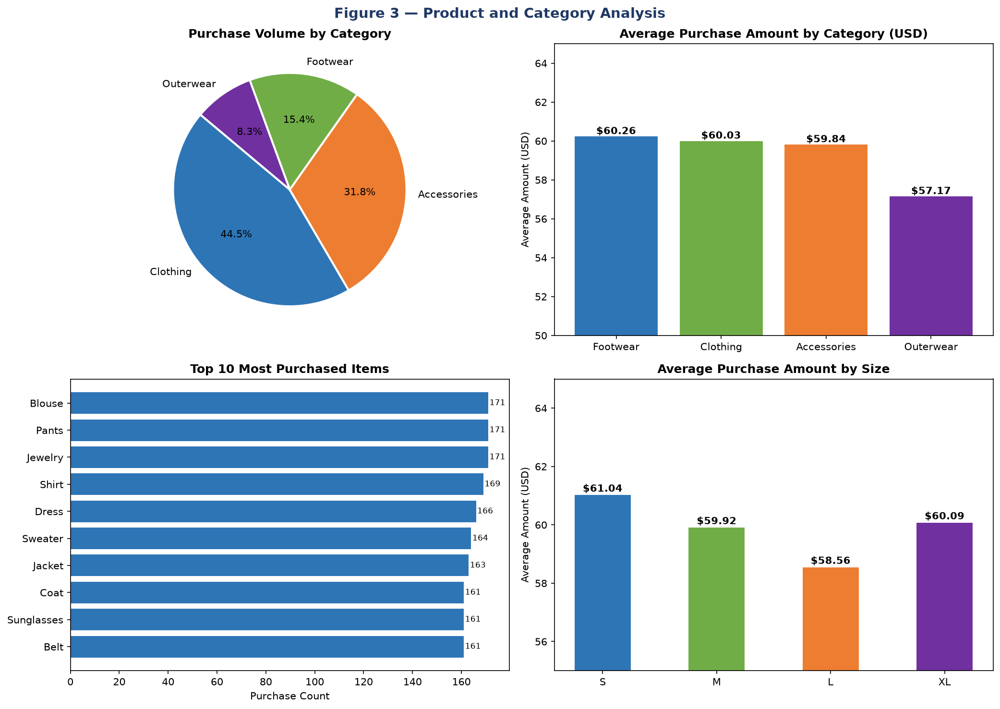 Figure 3 — Product and Category Analysis
Purchase Volume by Category
Footwear
Outerwear
15.4%
8.3%
31.8%
Accessories
44.5%
Clothing
Average Purchase Amount by Category (USD)
Average Amount (USD)
64
62
60
58
56
54
52
50
$60.26
$60.03
$59.84
$57.17
Footwear
Clothing
Accessories
Outerwear
Top 10 Most Purchased Items
Blouse 171
Pants 171
Jewelry 171
Shirt 169
Dress 166
Sweater 164
Jacket 163
Coat 161
Sunglasses 161
Belt 161
0 20 40 60 80 100 120 140 160
Purchase Count
Average Purchase Amount by Size
Average Amount (USD)
64
62
60
58
56
$61.04
$59.92
$58.56
$60.09
S
M
L
XL